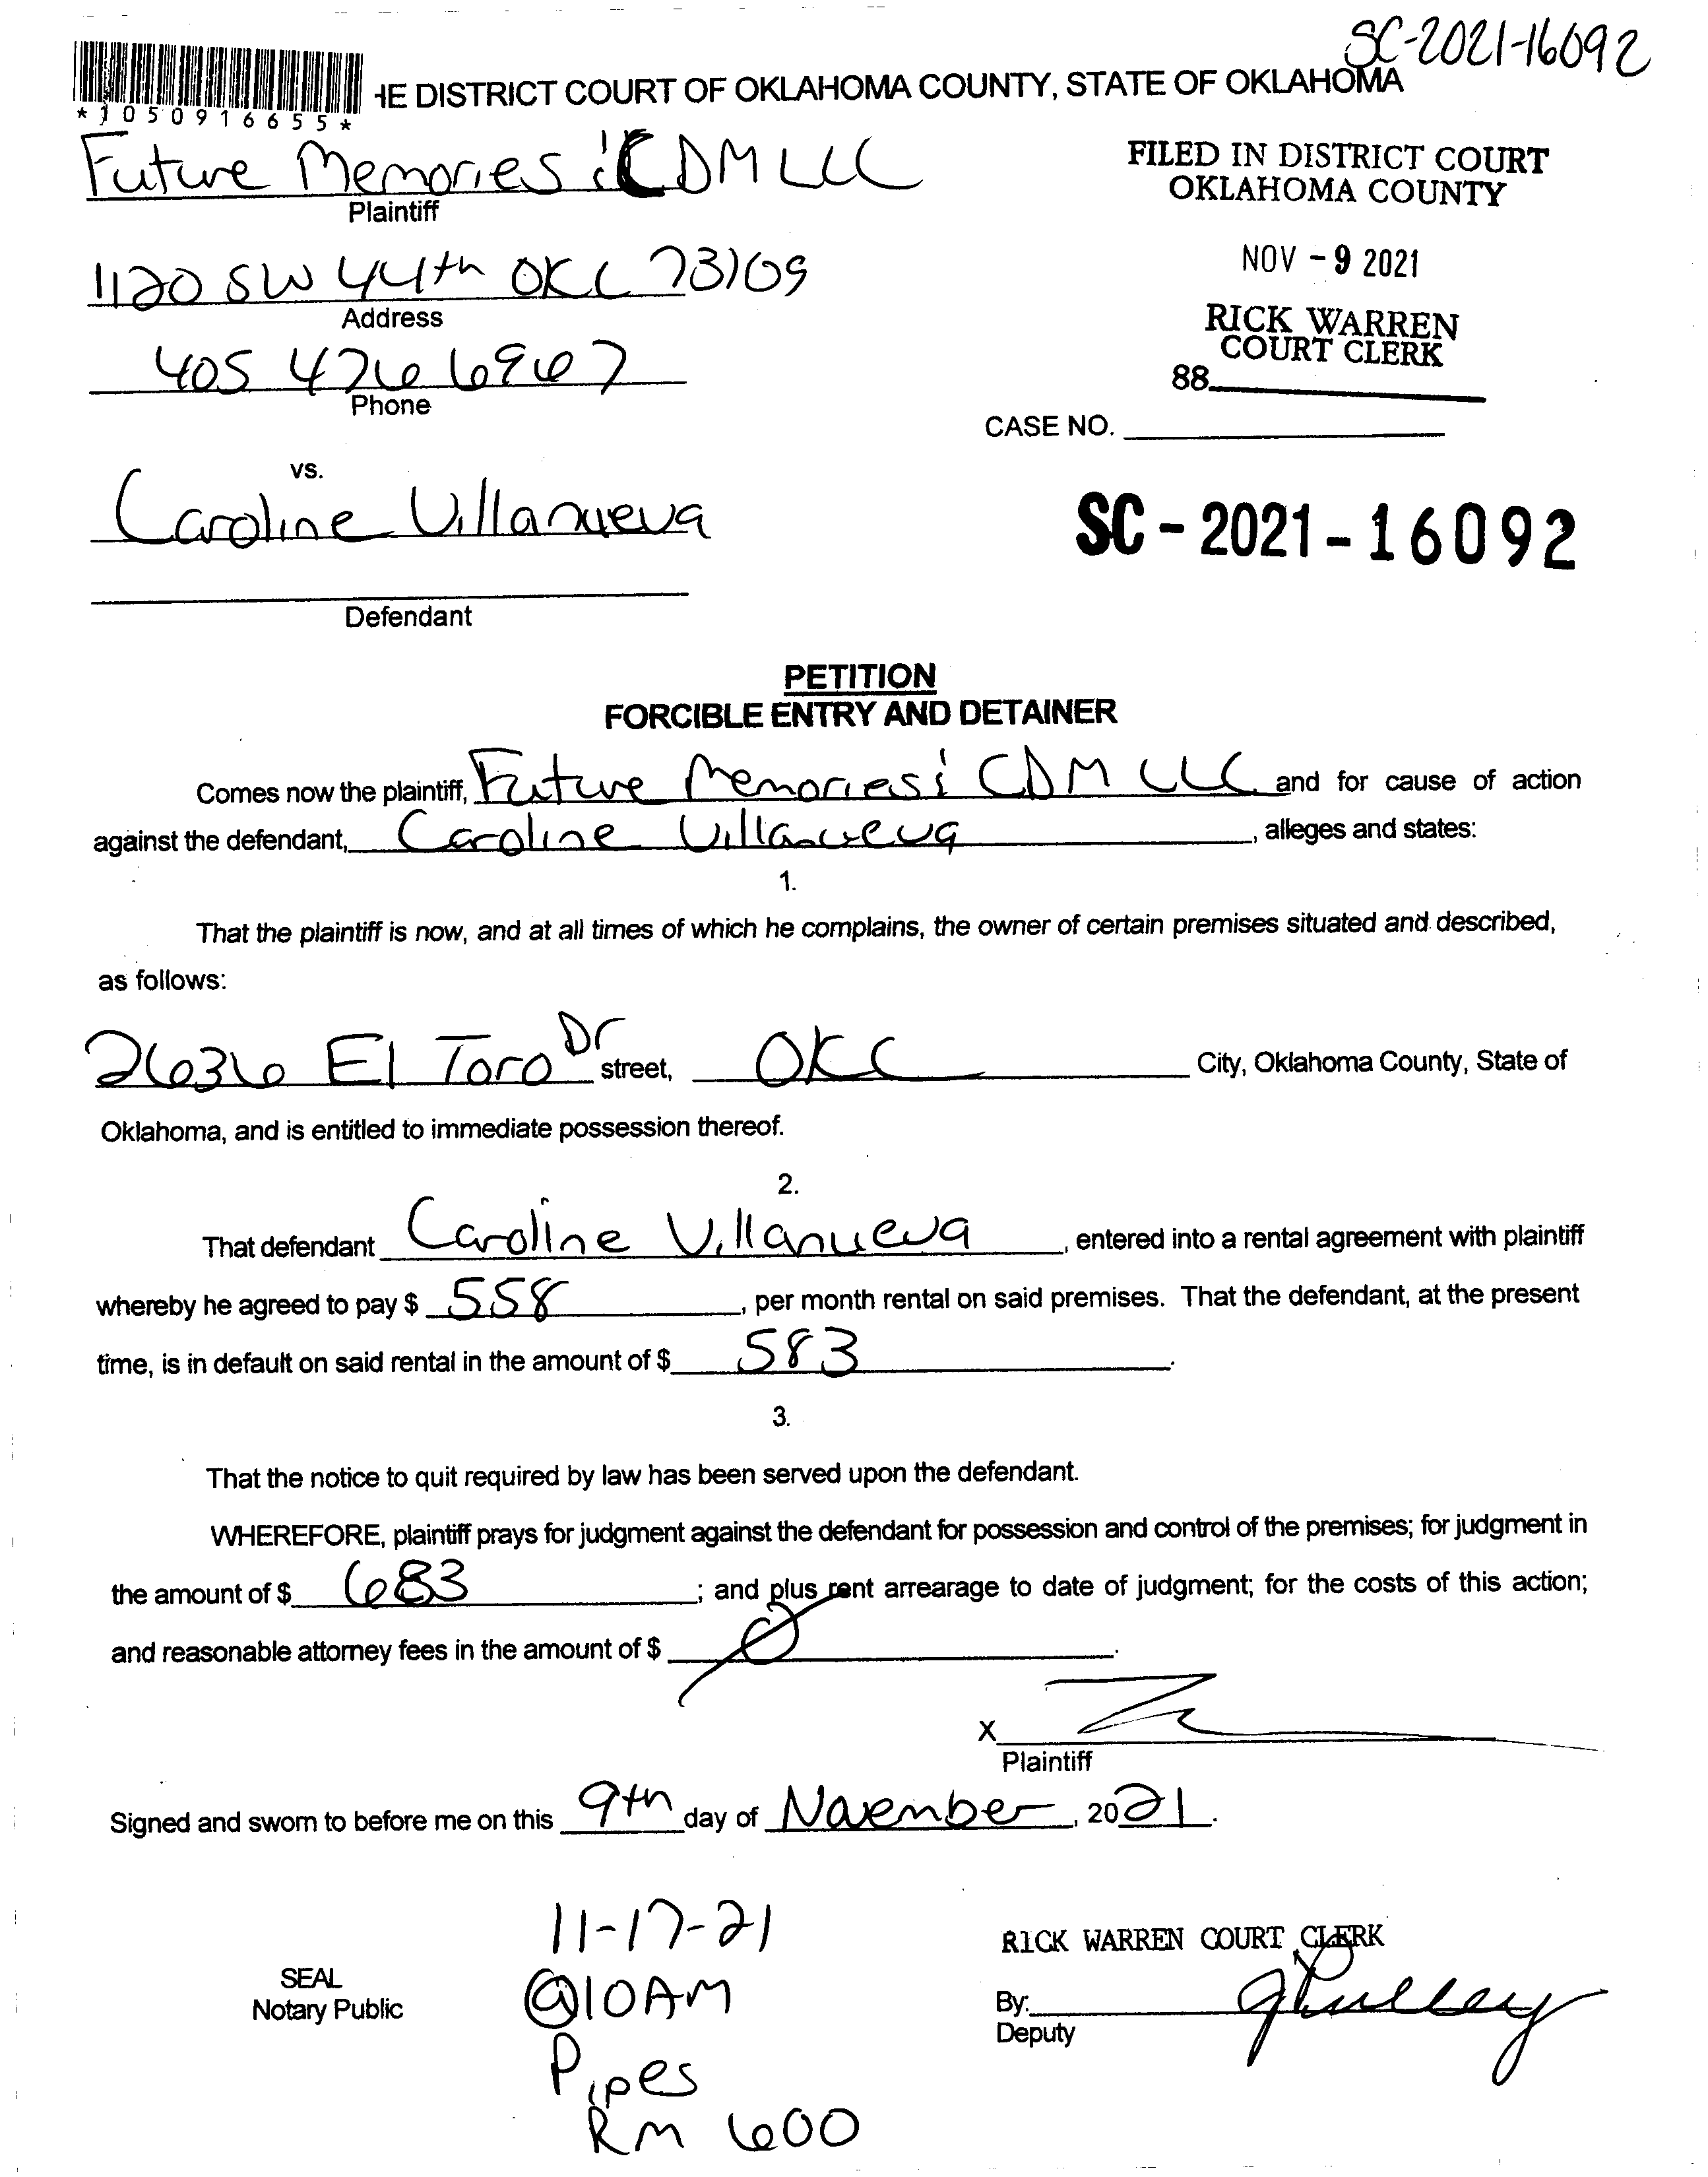 SC-2021-16092
HE DISTRICT COURT OF OKLAHOMA COUNTY, STATE OF OKLAHOMA
*1050916655*
Future Memories CDM LLC
Plaintiff
FILED IN DISTRICT COURT
OKLAHOMA COUNTY
1120 SW 44th OKC 73109
Address
NOV - 9 2021
RICK WARREN
COURT CLERK
405 476 6967
Phone
88
CASE NO.
vs.
Caroline Villanueva
SC - 2021 - 16092
Defendant
PETITION
FORCIBLE ENTRY AND DETAINER
Comes now the plaintiff, Future Memories CDM LLC and for cause of action
against the defendant, Caroline Villanueva, alleges and states:
1.
That the plaintiff is now, and at all times of which he complains, the owner of certain premises situated and described,
as follows:
2636 El Toro Dr street, OKC City, Oklahoma County, State of
Oklahoma, and is entitled to immediate possession thereof.
2.
That defendant Caroline Villanueva, entered into a rental agreement with plaintiff
whereby he agreed to pay $ 558, per month rental on said premises. That the defendant, at the present
time, is in default on said rental in the amount of $ 583.
3.
That the notice to quit required by law has been served upon the defendant.
WHEREFORE, plaintiff prays for judgment against the defendant for possession and control of the premises; for judgment in
the amount of $ 683; and plus rent arrearage to date of judgment; for the costs of this action;
and reasonable attorney fees in the amount of $ 0.
X
Plaintiff
Signed and sworn to before me on this 9th day of November, 2021.
11-17-21
@10AM
Pipes
RM 600
SEAL
Notary Public
RICK WARREN COURT CLERK
By:
Deputy